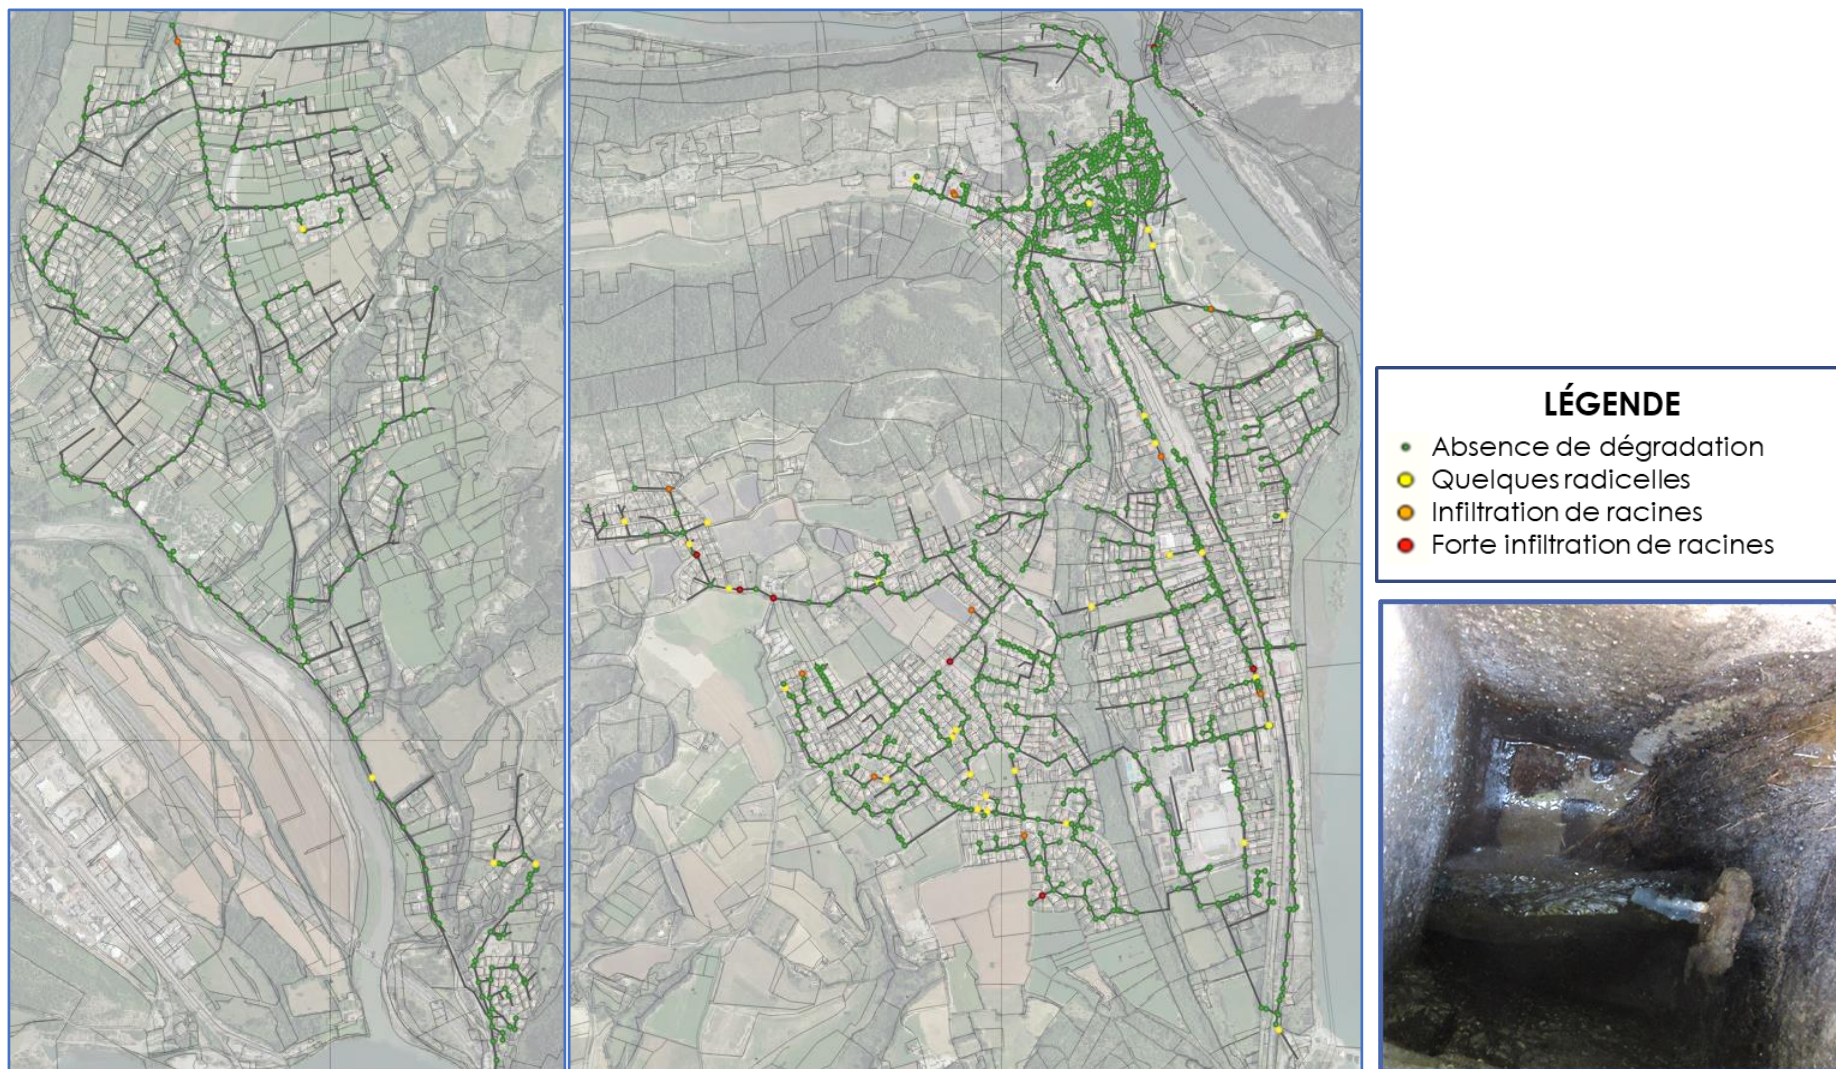 LÉGENDE
Absence de dégradation
Quelques radicelles
Infiltration de racines
Forte infiltration de racines